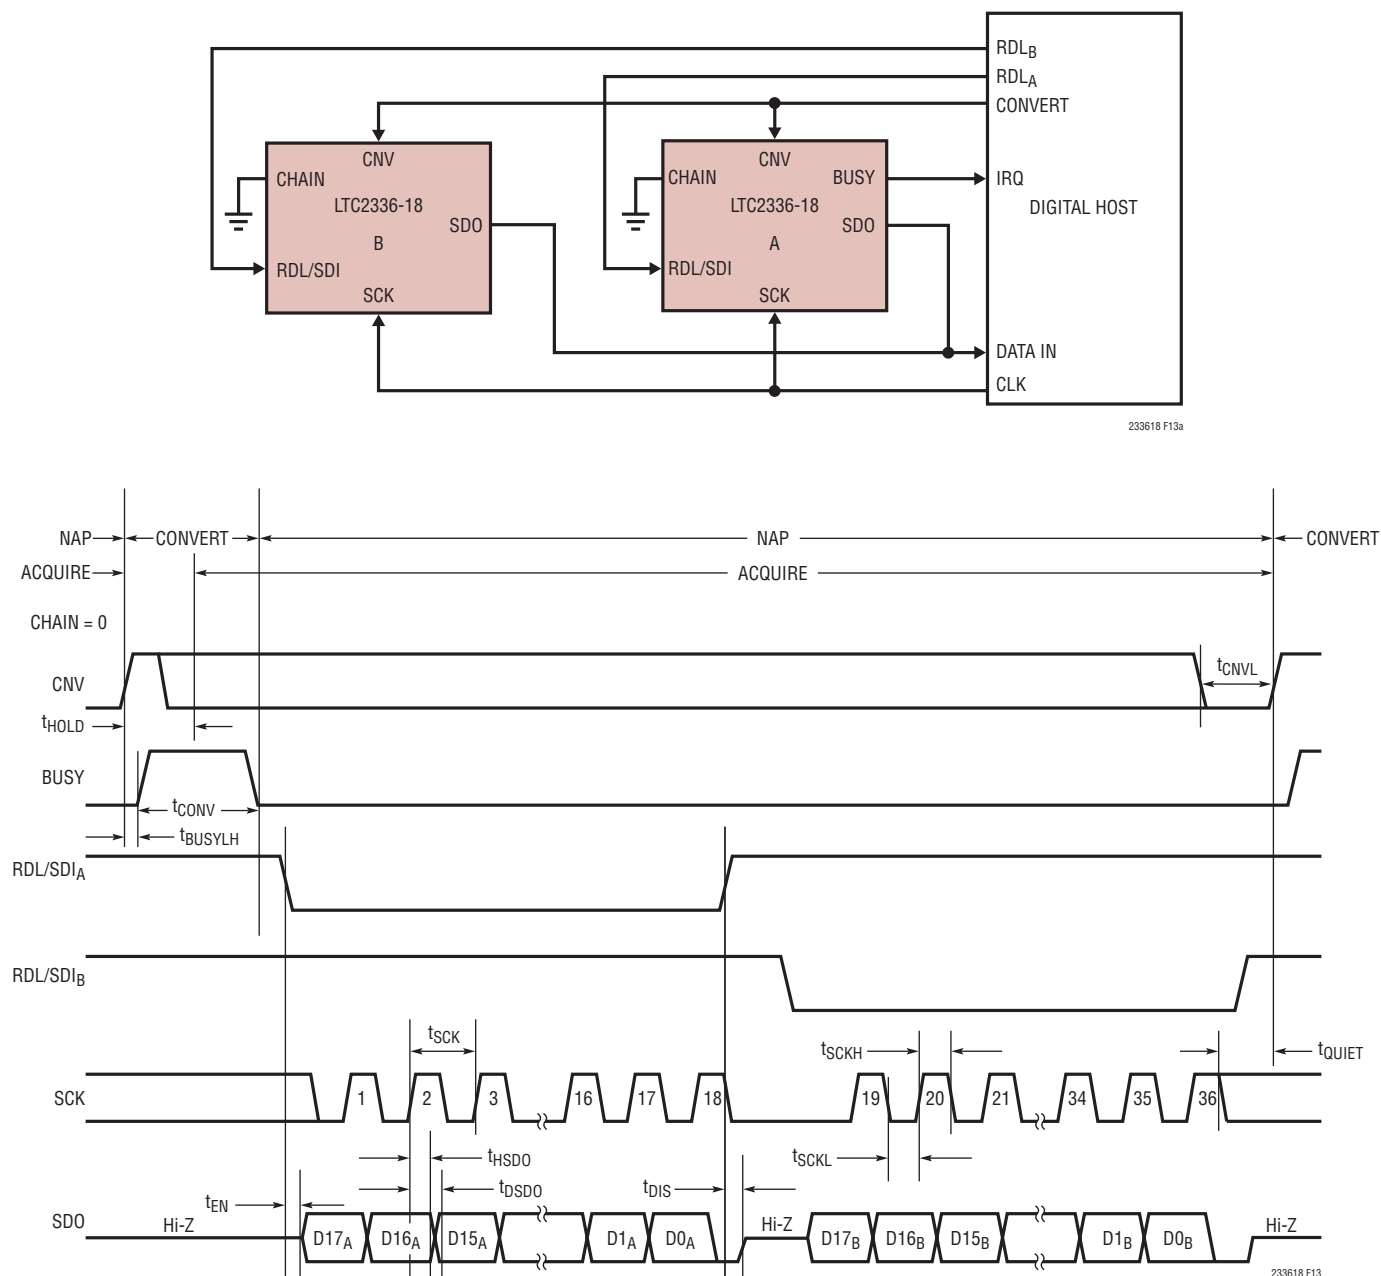 RDLB
RDLA
CONVERT
CNV
CNV
CHAIN
CHAIN
BUSY
IRQ
LTC2336-18
LTC2336-18
DIGITAL HOST
SDO
SDO
B
A
RDL/SDI
RDL/SDI
SCK
SCK
DATA IN
CLK
233618 F13a
NAP
CONVERT
NAP
CONVERT
ACQUIRE
ACQUIRE
CHAIN = 0
CNV
tCNVL
tHOLD
BUSY
tCONV
tBUSYLH
RDL/SDIA
RDL/SDIB
tSCK
tSCKH
tQUIET
SCK
1
2
3
16
17
18
19
20
21
34
35
36
tHSDO
tSCKL
tEN
tDSDO
tDIS
SDO
Hi-Z
D17A
D16A
D15A
D1A
D0A
Hi-Z
D17B
D16B
D15B
D1B
D0B
Hi-Z
233618 F13